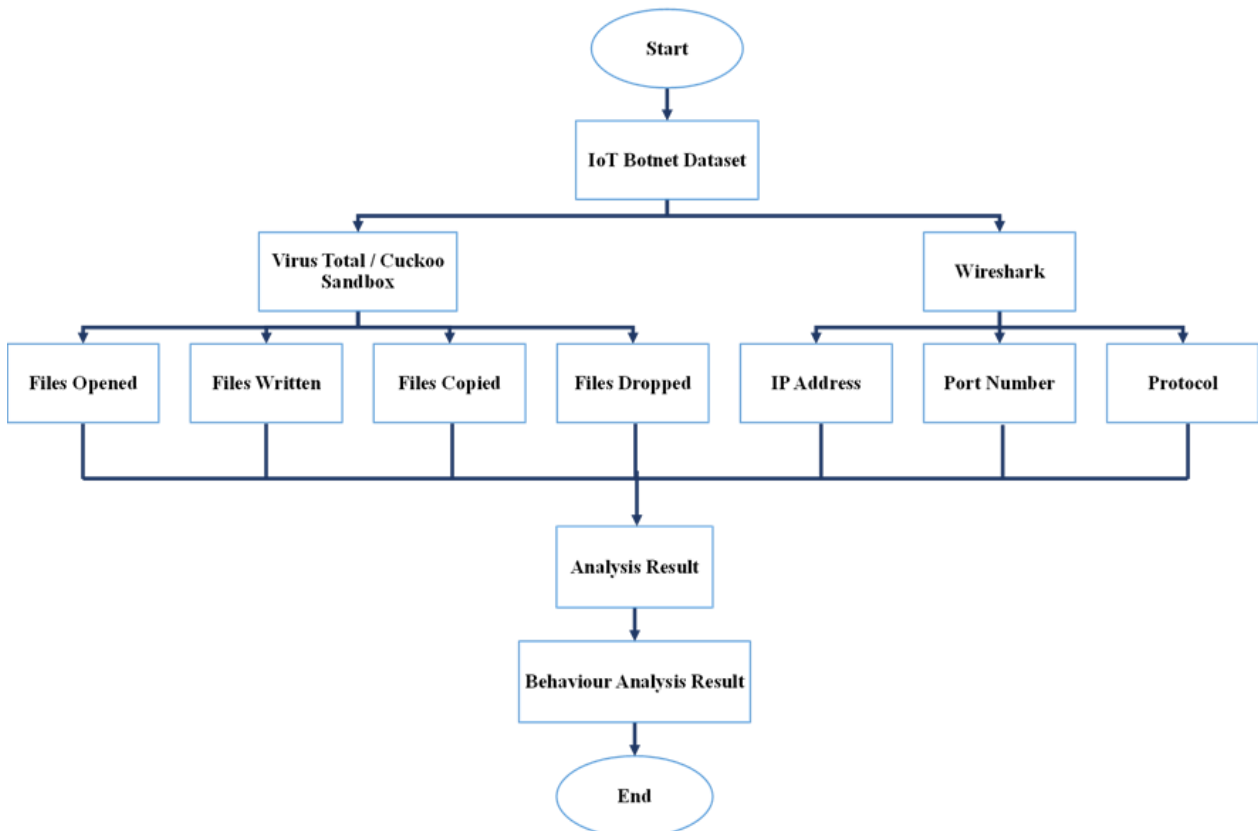 Start
IoT Botnet Dataset
Virus Total / Cuckoo
Sandbox
Wireshark
Files Opened
Files Written
Files Copied
Files Dropped
IP Address
Port Number
Protocol
Analysis Result
Behaviour Analysis Result
End